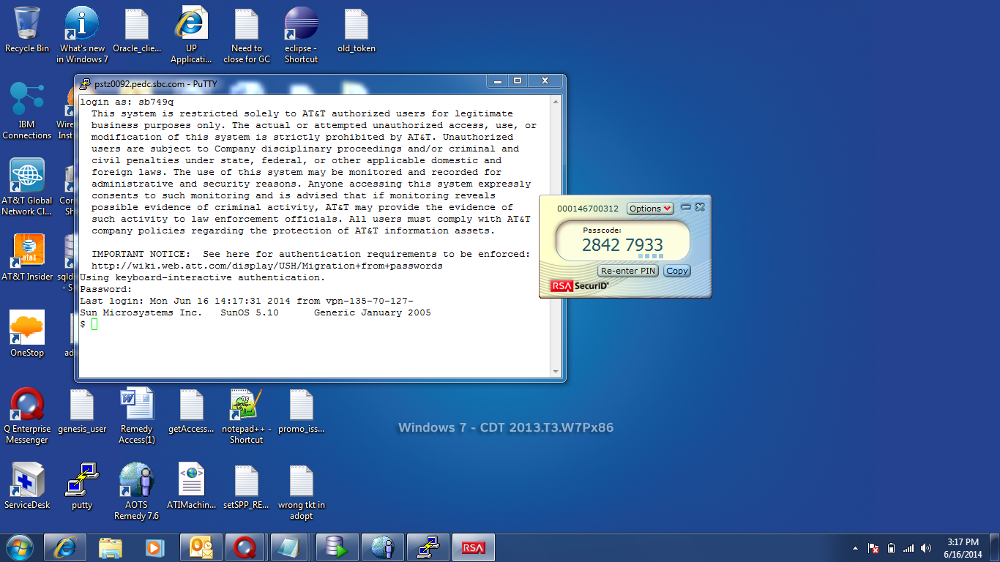 Recycle Bin
What's new in Windows 7
Oracle_clie...
UP Applicati...
Need to close for GC
eclipse - Shortcut
old_token
IBM Connections
AT&T Global Network Cl...
AT&T Insider
OneStop
pstz0092.pedc.sbc.com - PuTTY
login as: sb749q
This system is restricted solely to AT&T authorized users for legitimate
business purposes only. The actual or attempted unauthorized access, use, or
modification of this system is strictly prohibited by AT&T. Unauthorized
users are subject to Company disciplinary proceedings and/or criminal and
civil penalties under state, federal, or other applicable domestic and
foreign laws. The use of this system may be monitored and recorded for
administrative and security reasons. Anyone accessing this system expressly
consents to such monitoring and is advised that if monitoring reveals
possible evidence of criminal activity, AT&T may provide the evidence of
such activity to law enforcement officials. All users must comply with AT&T
company policies regarding the protection of AT&T information assets.
IMPORTANT NOTICE:  See here for authentication requirements to be enforced:
http://wiki.web.att.com/display/USH/Migration+from+passwords
Using keyboard-interactive authentication.
Password:
Last login: Mon Jun 16 14:17:31 2014 from vpn-135-70-127-
Sun Microsystems Inc.   SunOS 5.10      Generic January 2005
$
000146700312
Options
Passcode:
2842 7933
Re-enter PIN
Copy
RSA SecurID®
Q Enterprise Messenger
genesis_user
Remedy Access(1)
getAccess...
notepad++ - Shortcut
promo_iss...
Windows 7 - CDT 2013.T3.W7Px86
ServiceDesk
putty
AOTS Remedy 7.6
ATIMachin...
setSPP_RE...
wrong tkt in adopt
RSA
3:17 PM
6/16/2014